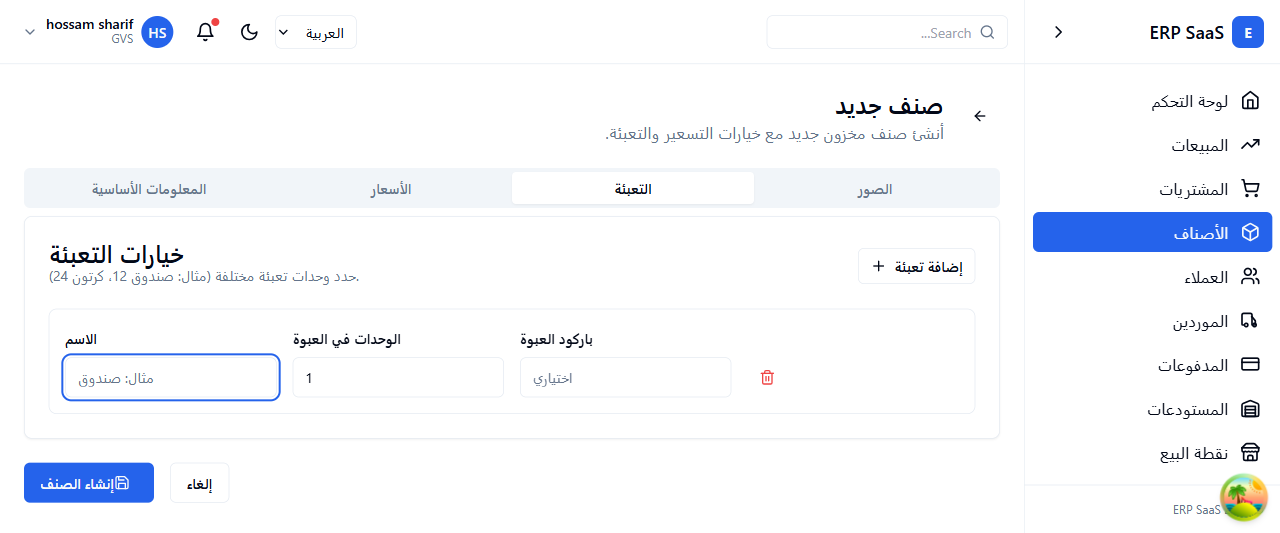 E
ERP SaaS
Search...
العربية
HS
hossam sharif
GVS
لوحة التحكم
المبيعات
المشتريات
الأصناف
العملاء
الموردين
المدفوعات
المستودعات
نقطة البيع
ERP SaaS
صنف جديد
أنشئ صنف مخزون جديد مع خيارات التسعير والتعبئة.
الصور
التعبئة
الأسعار
المعلومات الأساسية
خيارات التعبئة
حدد وحدات تعبئة مختلفة (مثال: صندوق 12، كرتون 24).
إضافة تعبئة
الاسم
الوحدات في العبوة
باركود العبوة
مثال: صندوق
1
اختياري
إنشاء الصنف
إلغاء